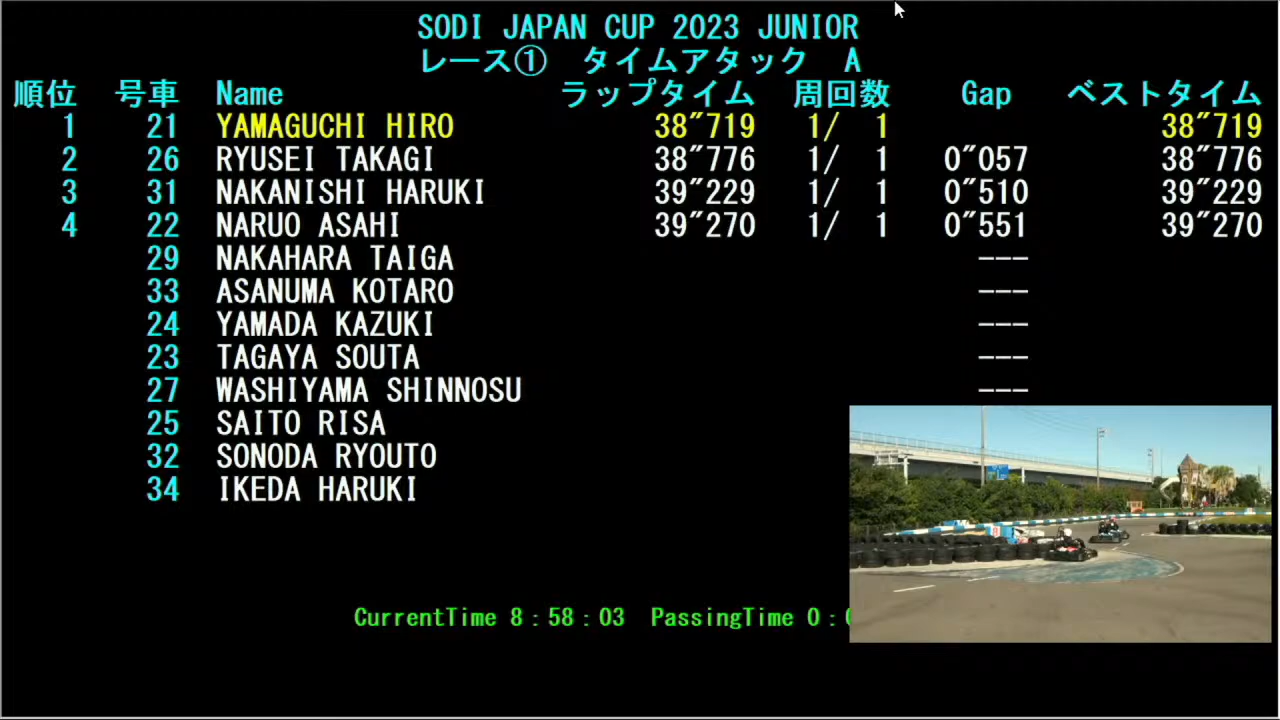 SODI JAPAN CUP 2023 JUNIOR
レース① タイムアタック A
順位 号車 Name ラップタイム 周回数 Gap ベストタイム
1 21 YAMAGUCHI HIRO 38"719 1/ 1 38"719
2 26 RYUSEI TAKAGI 38"776 1/ 1 0"057 38"776
3 31 NAKANISHI HARUKI 39"229 1/ 1 0"510 39"229
4 22 NARUO ASAHI 39"270 1/ 1 0"551 39"270
29 NAKAHARA TAIGA ---
33 ASANUMA KOTARO ---
24 YAMADA KAZUKI ---
23 TAGAYA SOUTA ---
27 WASHIYAMA SHINNOSU ---
25 SAITO RISA
32 SONODA RYOUTO
34 IKEDA HARUKI
CurrentTime 8:58:03 PassingTime 0: